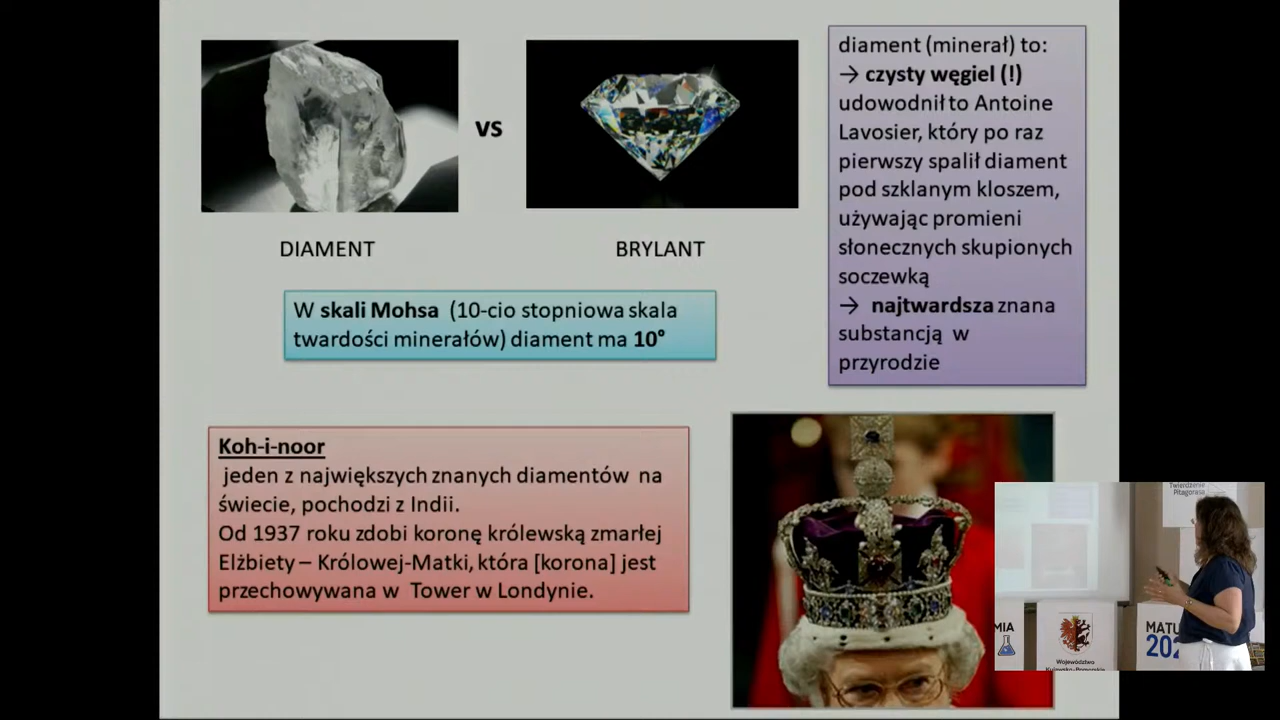 vs
DIAMENT
BRYLANT
W skali Mohsa (10-cio stopniowa skala
twardości minerałów) diament ma 10°
diament (minerał) to:
→ czysty węgiel (!)
udowodnił to Antoine
Lavosier, który po raz
pierwszy spalił diament
pod szklanym kloszem,
używając promieni
słonecznych skupionych
soczewką
→ najtwardsza znana
substancją w
przyrodzie
Koh-i-noor
jeden z największych znanych diamentów na
świecie, pochodzi z Indii.
Od 1937 roku zdobi koronę królewską zmarłej
Elżbiety – Królowej-Matki, która [korona] jest
przechowywana w Tower w Londynie.
Twierdzenie
Pitagorasa
MIA
Województwo
Kujawsko-Pomorskie
MATU
202